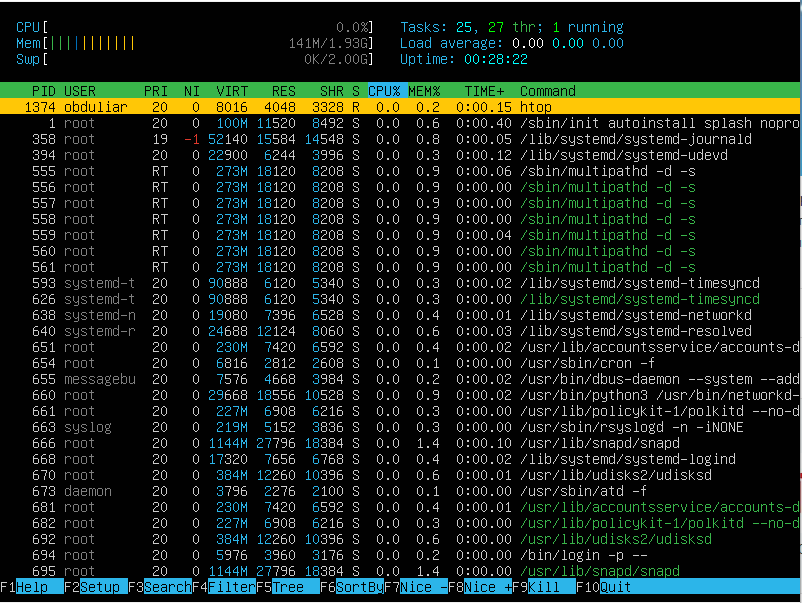 CPU[ 0.0%] Tasks: 25, 27 thr; 1 running
Mem[|||||||||||| 141M/1.93G] Load average: 0.00 0.00 0.00
Swp[ 0K/2.00G] Uptime: 00:28:22
PID USER PRI NI VIRT RES SHR S CPU% MEM% TIME+ Command
1374 obduliar 20 0 8016 4048 3328 R 0.0 0.2 0:00.15 htop
1 root 20 0 100M 11520 8492 S 0.0 0.6 0:00.40 /sbin/init autoinstall splash nopro
358 root 19 -1 52140 15584 14548 S 0.0 0.8 0:00.05 /lib/systemd/systemd-journald
394 root 20 0 22900 6244 3996 S 0.0 0.3 0:00.12 /lib/systemd/systemd-udevd
555 root RT 0 273M 18120 8208 S 0.0 0.9 0:00.06 /sbin/multipathd -d -s
556 root RT 0 273M 18120 8208 S 0.0 0.9 0:00.00 /sbin/multipathd -d -s
557 root RT 0 273M 18120 8208 S 0.0 0.9 0:00.00 /sbin/multipathd -d -s
558 root RT 0 273M 18120 8208 S 0.0 0.9 0:00.00 /sbin/multipathd -d -s
559 root RT 0 273M 18120 8208 S 0.0 0.9 0:00.04 /sbin/multipathd -d -s
560 root RT 0 273M 18120 8208 S 0.0 0.9 0:00.00 /sbin/multipathd -d -s
561 root RT 0 273M 18120 8208 S 0.0 0.9 0:00.00 /sbin/multipathd -d -s
593 systemd-t 20 0 90888 6120 5340 S 0.0 0.3 0:00.02 /lib/systemd/systemd-timesyncd
626 systemd-t 20 0 90888 6120 5340 S 0.0 0.3 0:00.00 /lib/systemd/systemd-timesyncd
638 systemd-n 20 0 19080 7396 6528 S 0.0 0.4 0:00.01 /lib/systemd/systemd-networkd
640 systemd-r 20 0 24688 12124 8060 S 0.0 0.6 0:00.03 /lib/systemd/systemd-resolved
651 root 20 0 230M 7420 6592 S 0.0 0.4 0:00.02 /usr/lib/accountsservice/accounts-d
654 root 20 0 6816 2812 2608 S 0.0 0.1 0:00.00 /usr/sbin/cron -f
655 messagebu 20 0 7576 4668 3984 S 0.0 0.2 0:00.02 /usr/bin/dbus-daemon --system --add
660 root 20 0 29668 18556 10528 S 0.0 0.9 0:00.02 /usr/bin/python3 /usr/bin/networkd-
661 root 20 0 227M 6908 6216 S 0.0 0.3 0:00.00 /usr/lib/policykit-1/polkitd --no-d
663 syslog 20 0 219M 5152 3836 S 0.0 0.3 0:00.00 /usr/sbin/rsyslogd -n -iNONE
666 root 20 0 1144M 27796 18384 S 0.0 1.4 0:00.10 /usr/lib/snapd/snapd
668 root 20 0 17320 7656 6768 S 0.0 0.4 0:00.02 /lib/systemd/systemd-logind
670 root 20 0 384M 12260 10396 S 0.0 0.6 0:00.01 /usr/lib/udisks2/udisksd
673 daemon 20 0 3796 2276 2100 S 0.0 0.1 0:00.00 /usr/sbin/atd -f
681 root 20 0 230M 7420 6592 S 0.0 0.4 0:00.01 /usr/lib/accountsservice/accounts-d
682 root 20 0 227M 6908 6216 S 0.0 0.3 0:00.00 /usr/lib/policykit-1/polkitd --no-d
692 root 20 0 384M 12260 10396 S 0.0 0.6 0:00.00 /usr/lib/udisks2/udisksd
694 root 20 0 5976 3960 3176 S 0.0 0.2 0:00.00 /bin/login -p --
695 root 20 0 1144M 27796 18384 S 0.0 1.4 0:00.00 /usr/lib/snapd/snapd
F1Help F2Setup F3SearchF4FilterF5Tree F6SortByF7Nice -F8Nice +F9Kill F10Quit